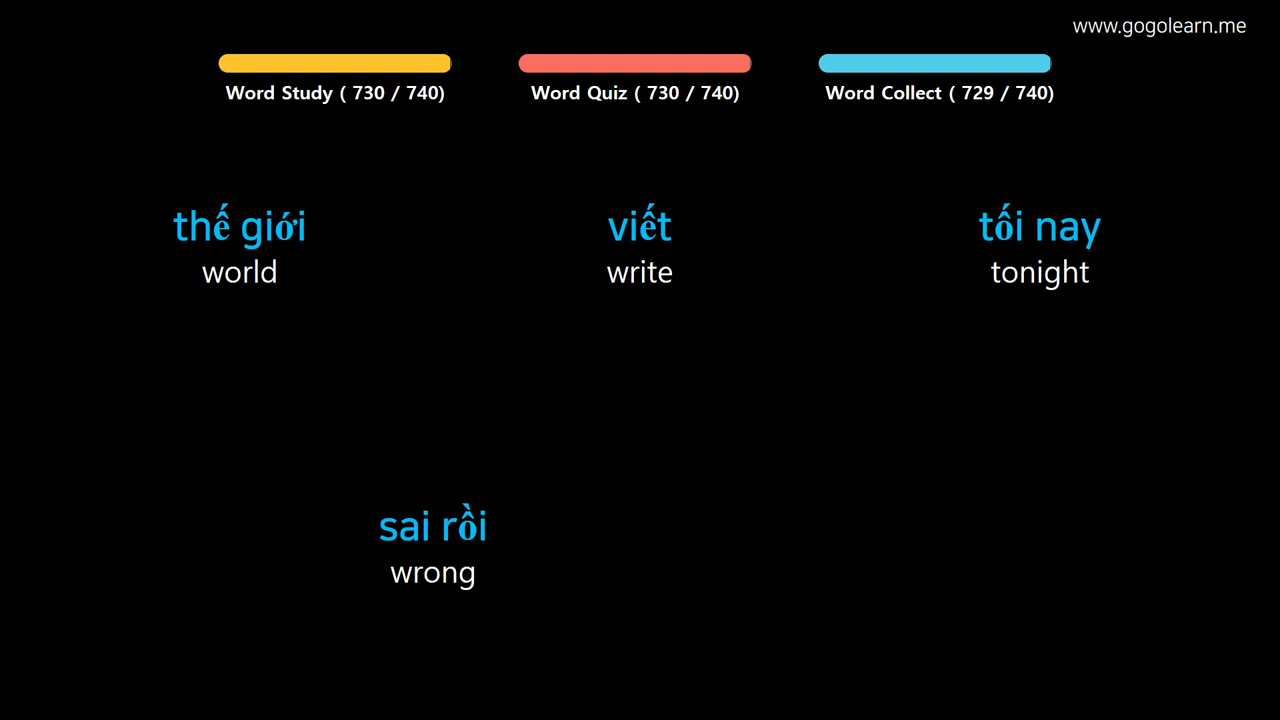 www.gogolearn.me
Word Study ( 730 / 740)
Word Quiz ( 730 / 740)
Word Collect ( 729 / 740)
thế giới
world
viết
write
tối nay
tonight
sai rồi
wrong